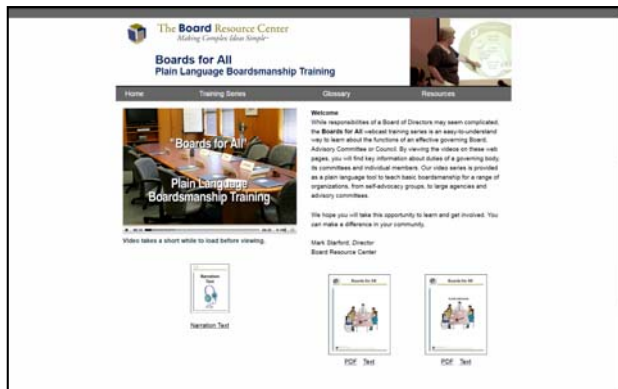 The Board Resource Center
Making Complex Ideas Simple™
Boards for All
Plain Language Boardsmanship Training
Home Training Series Glossary Resources
"Boards for All"
Plain Language
Boardsmanship Training
Video takes a short while to load before viewing.
Narration
Text
Narration Text
Welcome
While responsibilities of a Board of Directors may seem complicated,
the Boards for All webcast training series is an easy-to-understand
way to learn about the functions of an effective governing Board,
Advisory Committee or Council. By viewing the videos on these web
pages, you will find key information about duties of a governing body,
its committees and individual members. Our video series is provided
as a plain language tool to teach basic boardsmanship for a range of
organizations, from self-advocacy groups, to large agencies and
advisory committees.
We hope you will take this opportunity to learn and get involved. You
can make a difference in your community.
Mark Starford, Director
Board Resource Center
Boards for All
Boards for All
PDF Text
PDF Text